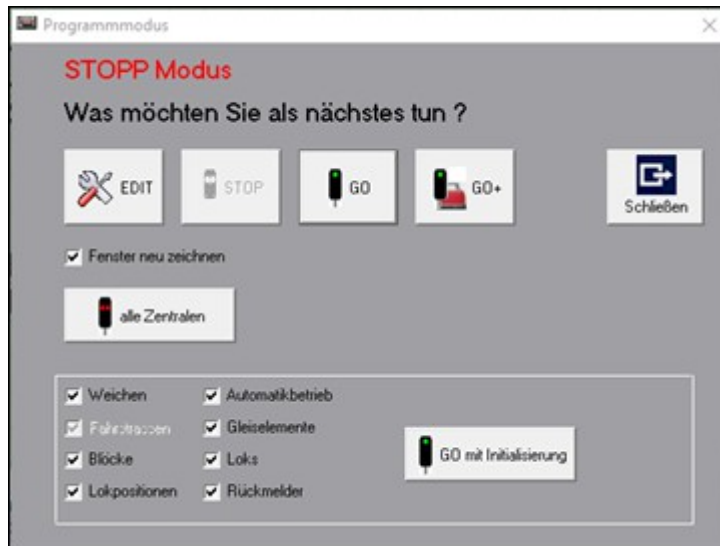 Programmmodus
STOPP Modus
Was möchten Sie als nächstes tun ?
EDIT
STOP
GO
GO+
Schließen
Fenster neu zeichnen
alle Zentralen
Weichen
Automatikbetrieb
Fahrstrassen
Gleiselemente
Blöcke
Loks
Lokpositionen
Rückmelder
GO mit Initialisierung